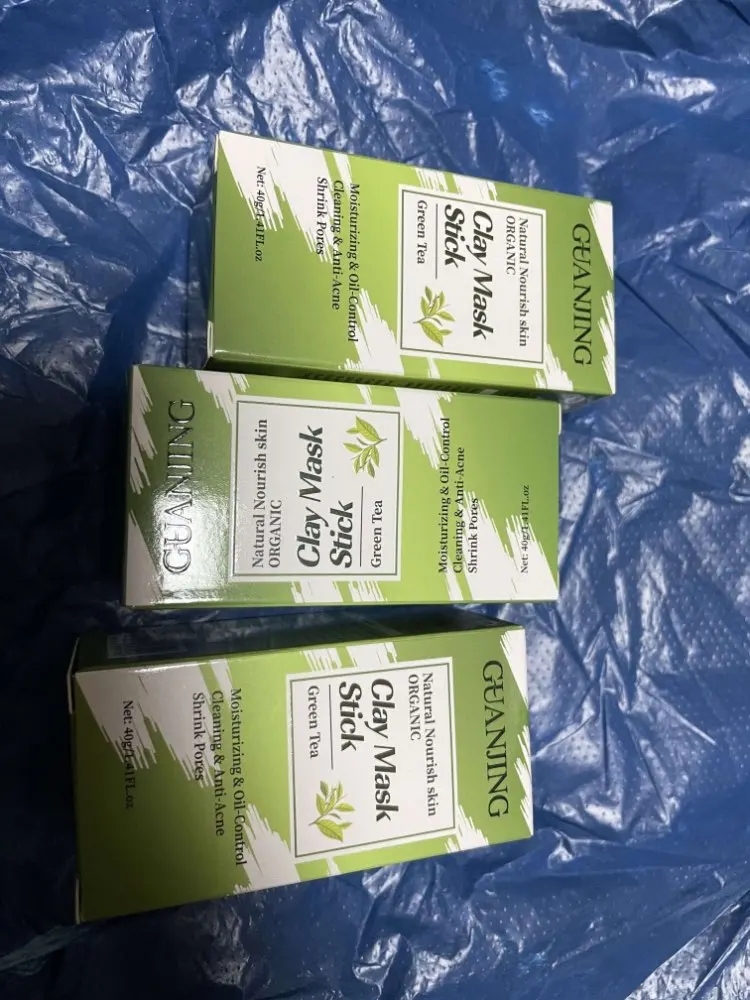 GUANJING
Natural Nourish skin
ORGANIC
Clay Mask
Stick
Green Tea
Moisturizing & Oil-Control
Cleaning & Anti-Acne
Shrink Pores
Net: 40g/1.41FL.oz
GUANJING
Natural Nourish skin
ORGANIC
Clay Mask
Stick
Green Tea
Moisturizing & Oil-Control
Cleaning & Anti-Acne
Shrink Pores
Net: 40g/1.41FL.oz
GUANJING
Natural Nourish skin
ORGANIC
Clay Mask
Stick
Green Tea
Moisturizing & Oil-Control
Cleaning & Anti-Acne
Shrink Pores
Net: 40g/1.41FL.oz